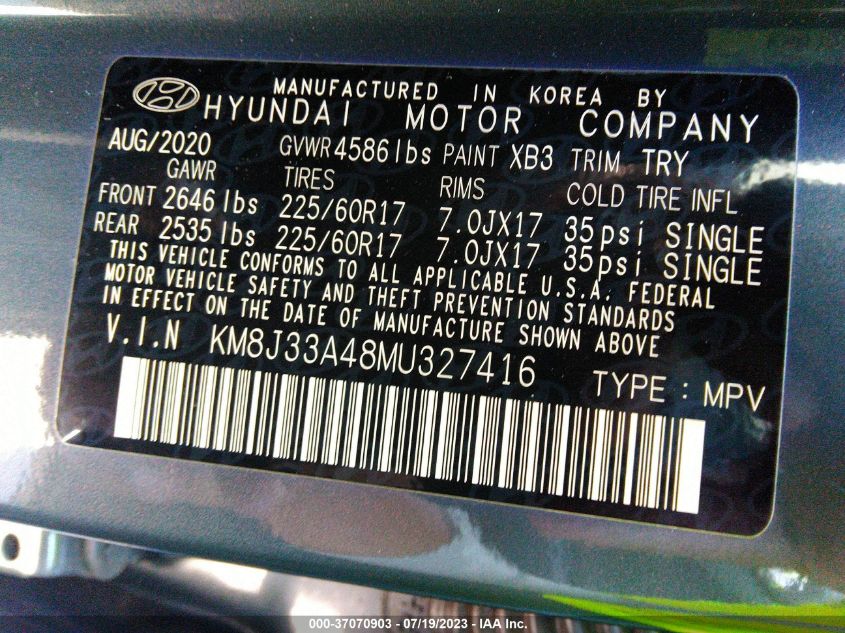 MANUFACTURED IN KOREA BY
HYUNDAI MOTOR COMPANY
AUG/2020 GVWR 4586 lbs PAINT XB3 TRIM TRY
GAWR TIRES RIMS COLD TIRE INFL
FRONT 2646 lbs 225/60R17 7.0JX17 35psi SINGLE
REAR 2535 lbs 225/60R17 7.0JX17 35psi SINGLE
THIS VEHICLE CONFORMS TO ALL APPLICABLE U.S.A. FEDERAL
MOTOR VEHICLE SAFETY AND THEFT PREVENTION STANDARDS
IN EFFECT ON THE DATE OF MANUFACTURE SHOWN ABOVE
V.I.N KM8J33A48MU327416 TYPE : MPV
000-37070903 - 07/19/2023 - IAA Inc.